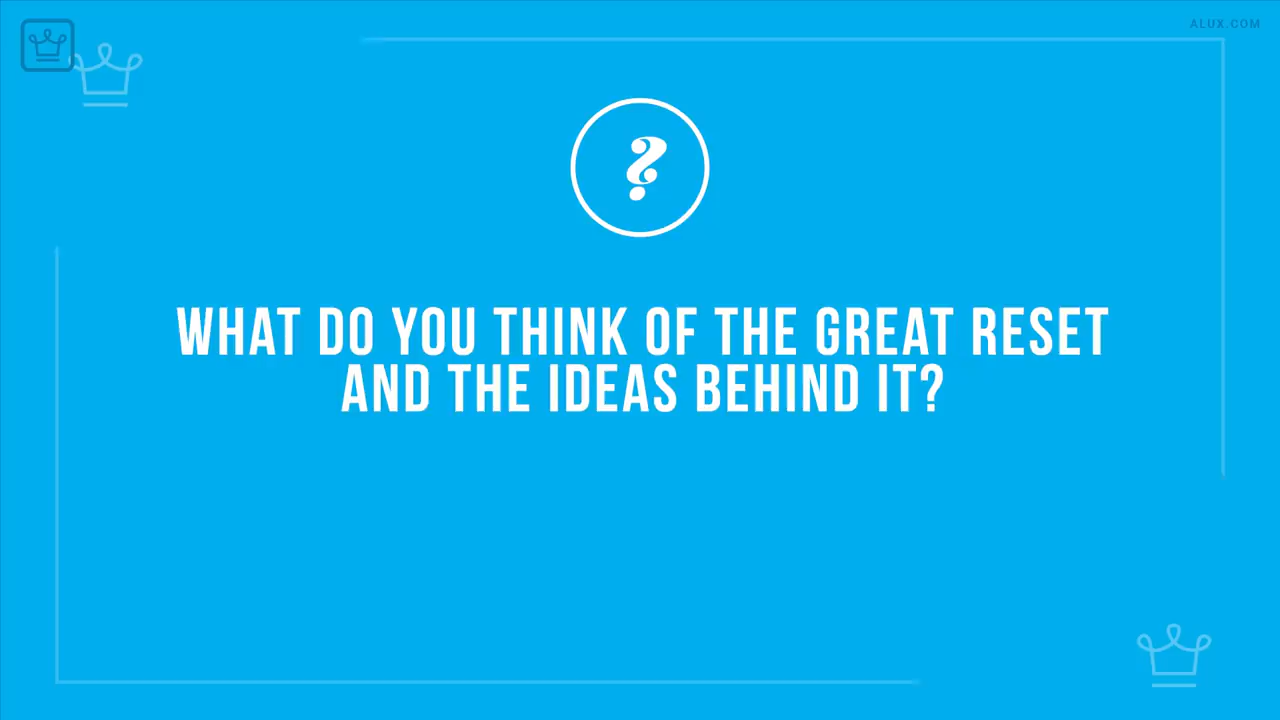 ALUX.COM
?
WHAT DO YOU THINK OF THE GREAT RESET
AND THE IDEAS BEHIND IT?